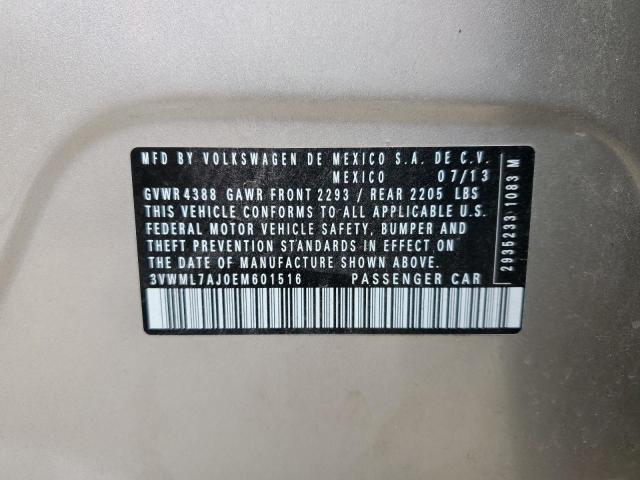 MFD BY VOLKSWAGEN DE MEXICO S.A. DE C.V.
MEXICO 07/13
GVWR 4388 GAWR FRONT 2293 / REAR 2205 LBS
THIS VEHICLE CONFORMS TO ALL APPLICABLE U.S.
FEDERAL MOTOR VEHICLE SAFETY, BUMPER AND
THEFT PREVENTION STANDARDS IN EFFECT ON
THE DATE OF MANUFACTURE SHOWN ABOVE.
3VWML7AJ0EM601516 PASSENGER CAR
2935233 1083 M